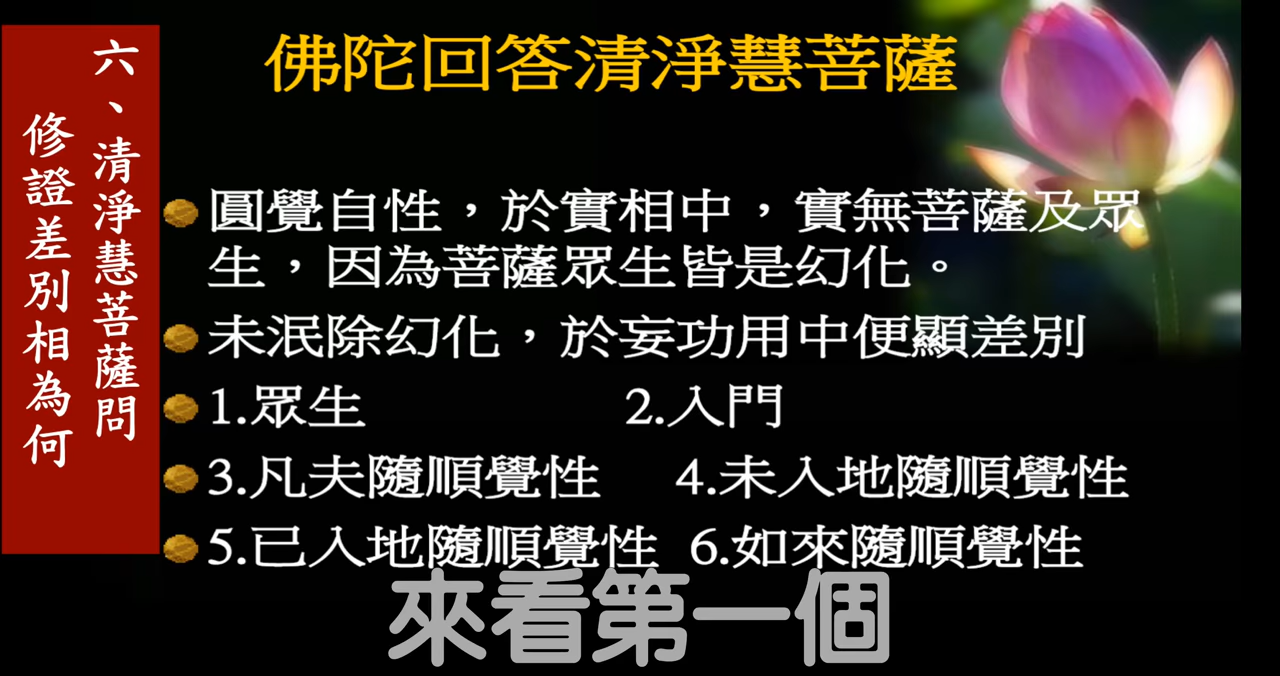 六、清淨慧菩薩問
修證差別相為何
佛陀回答清淨慧菩薩
圓覺自性，於實相中，實無菩薩及眾
生，因為菩薩眾生皆是幻化。
未泯除幻化，於妄功用中便顯差別
1.眾生 2.入門
3.凡夫隨順覺性 4.未入地隨順覺性
5.已入地隨順覺性 6.如來隨順覺性
來看第一個